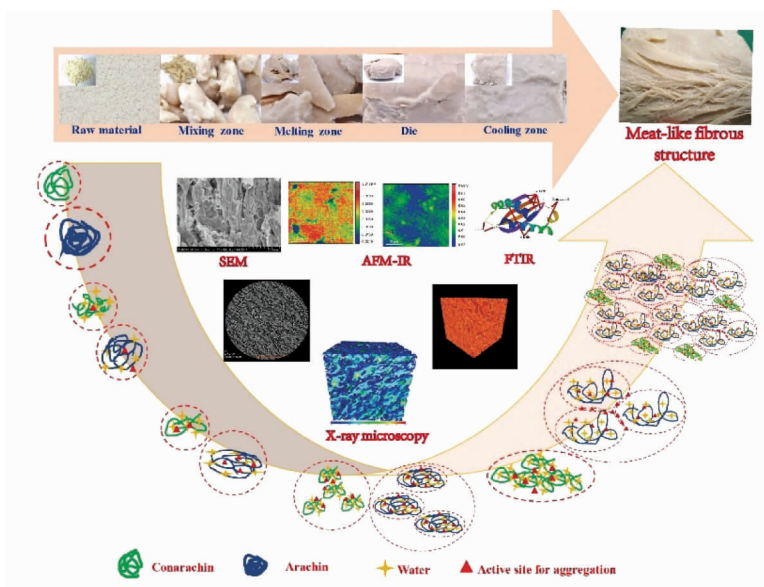 Raw material
Mixing zone
Melting zone
Die
Cooling zone
Meat-like fibrous
structure
SEM
AFM-IR
FTIR
X-ray microscopy
Conarachin
Arachin
Water
Active site for aggregation